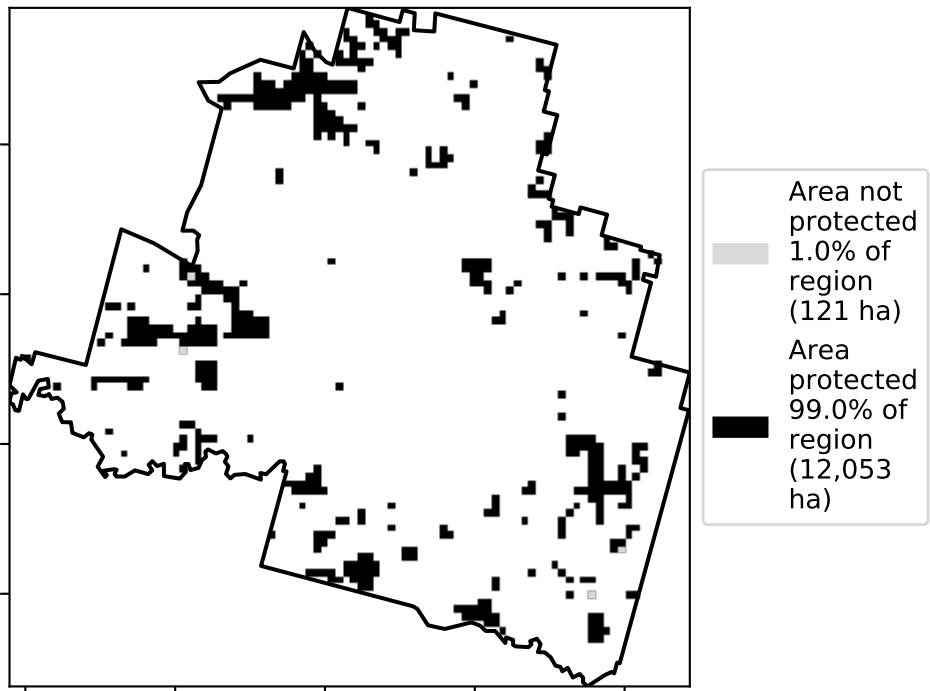 Area not
protected
1.0% of
region
(121 ha)
Area
protected
99.0% of
region
(12,053
ha)